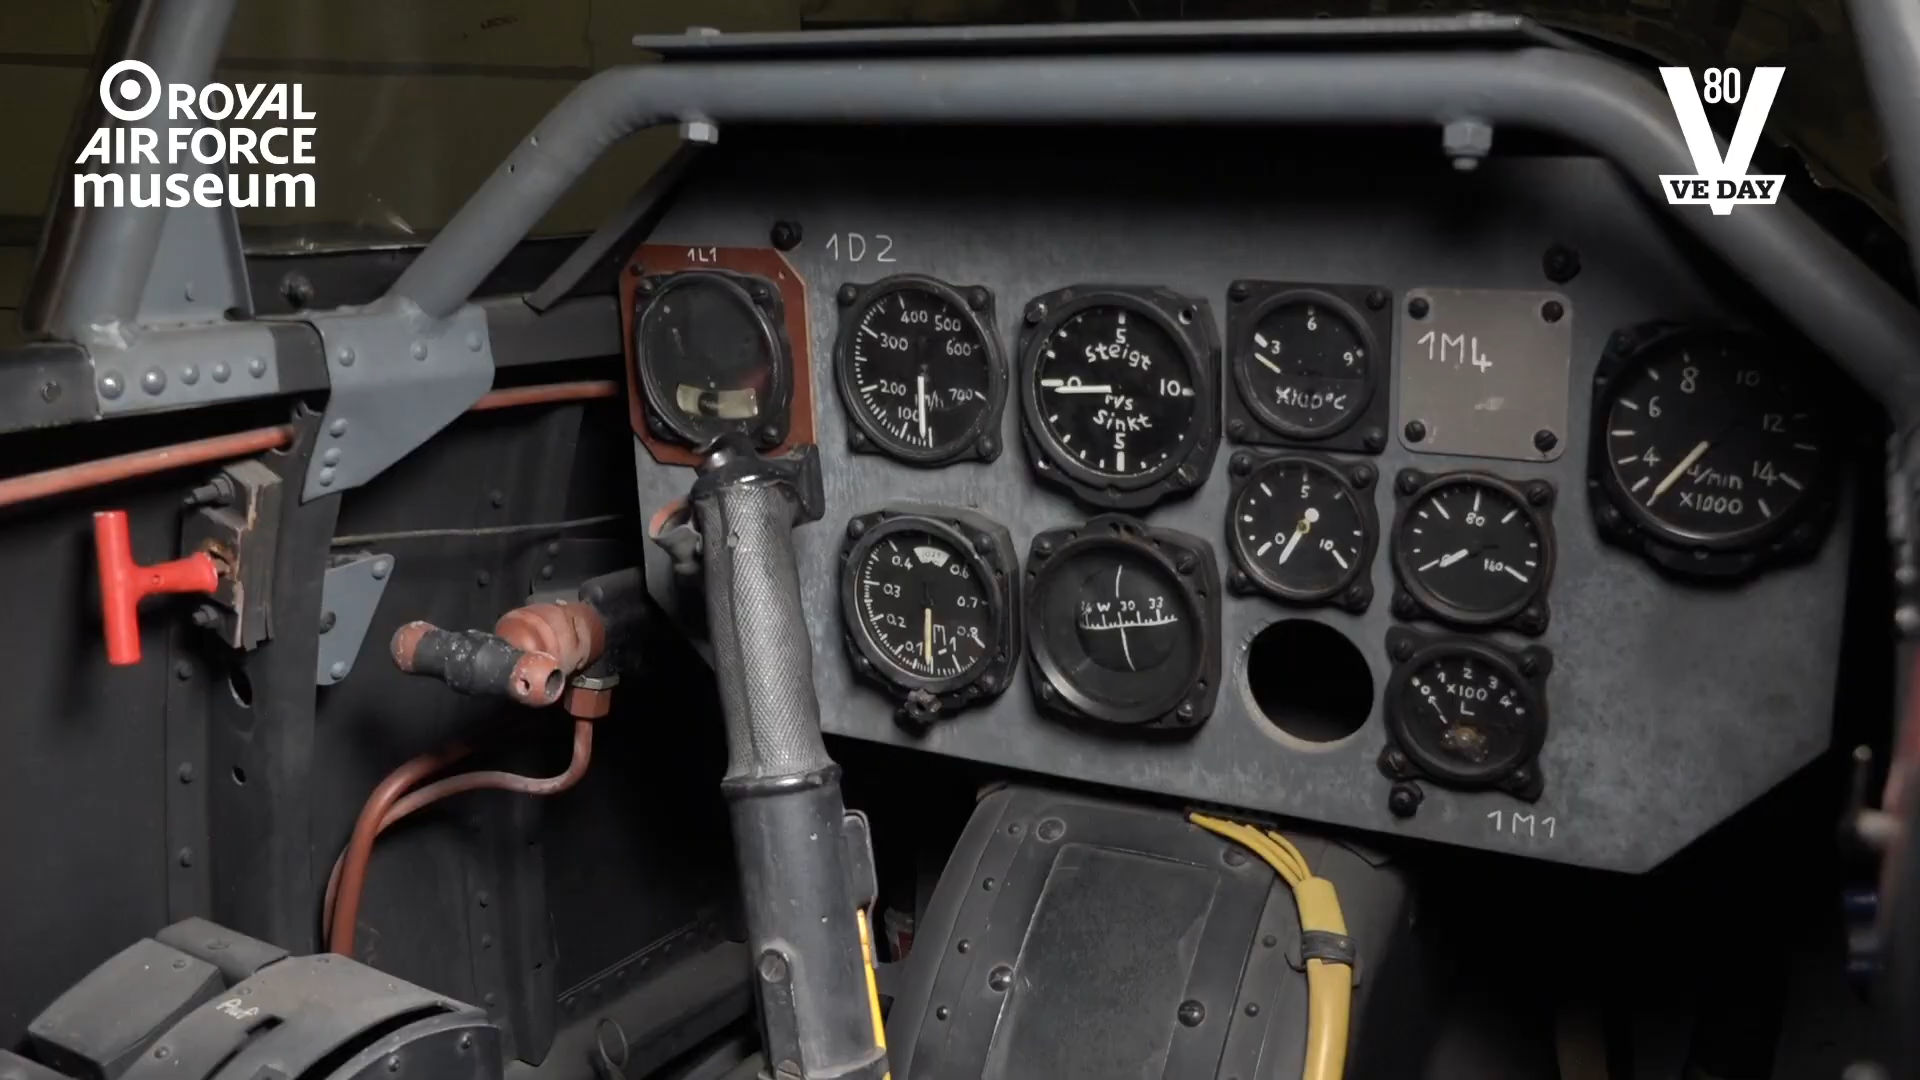 ROYAL
AIR FORCE
museum
80
VE DAY
1L1
1D2
400 500
300 600
200 km/h 700
100
5
steigt
0 10
m/s
sinkt
5
6
3 9
X100°C
1M4
8 10
6 12
4 14
U/min
X1000
5
0 10
80
0 160
0.4 0.6
0.3 0.7
0.2 0.8
0.1
W 30 33
1 2 3
0 4
X100
L
1M1
Auf